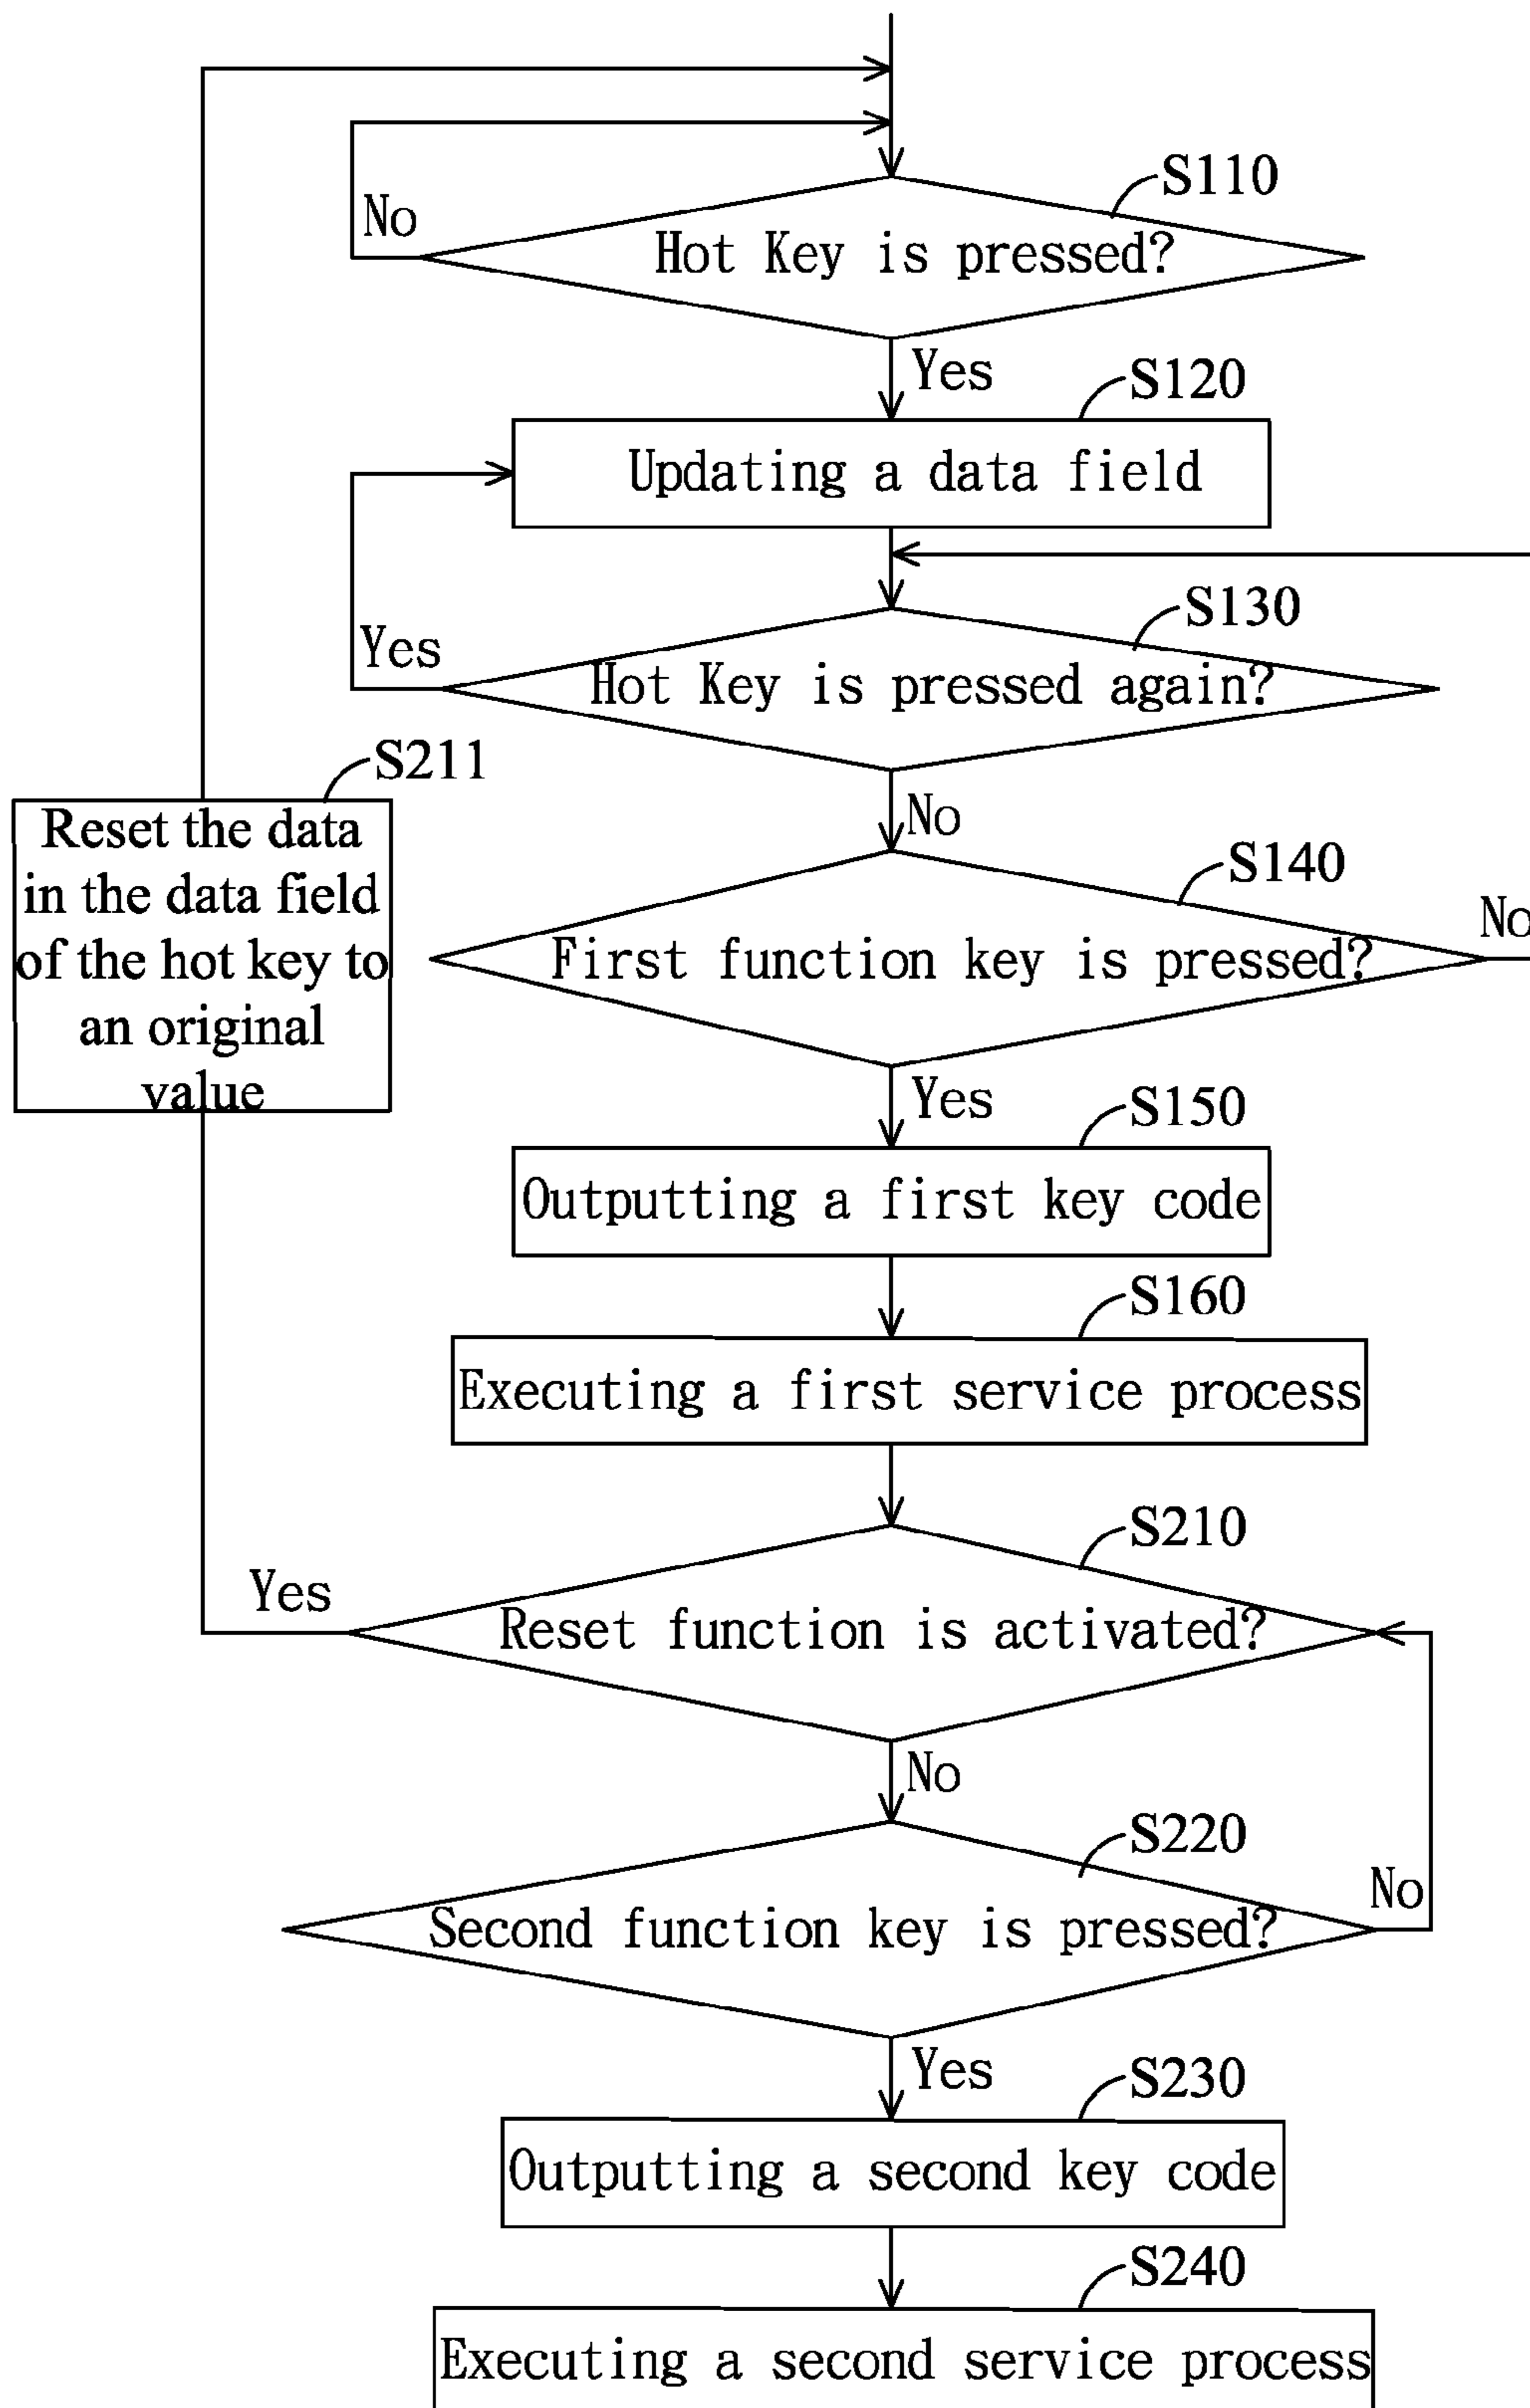 S110
No
Hot Key is pressed?
Yes
S120
Updating a data field
S130
Yes
Hot Key is pressed again?
S211
No
Reset the data
in the data field
of the hot key to
an original
value
S140
No
First function key is pressed?
Yes
S150
Outputting a first key code
S160
Executing a first service process
S210
Yes
Reset function is activated?
No
S220
No
Second function key is pressed?
Yes
S230
Outputting a second key code
S240
Executing a second service process